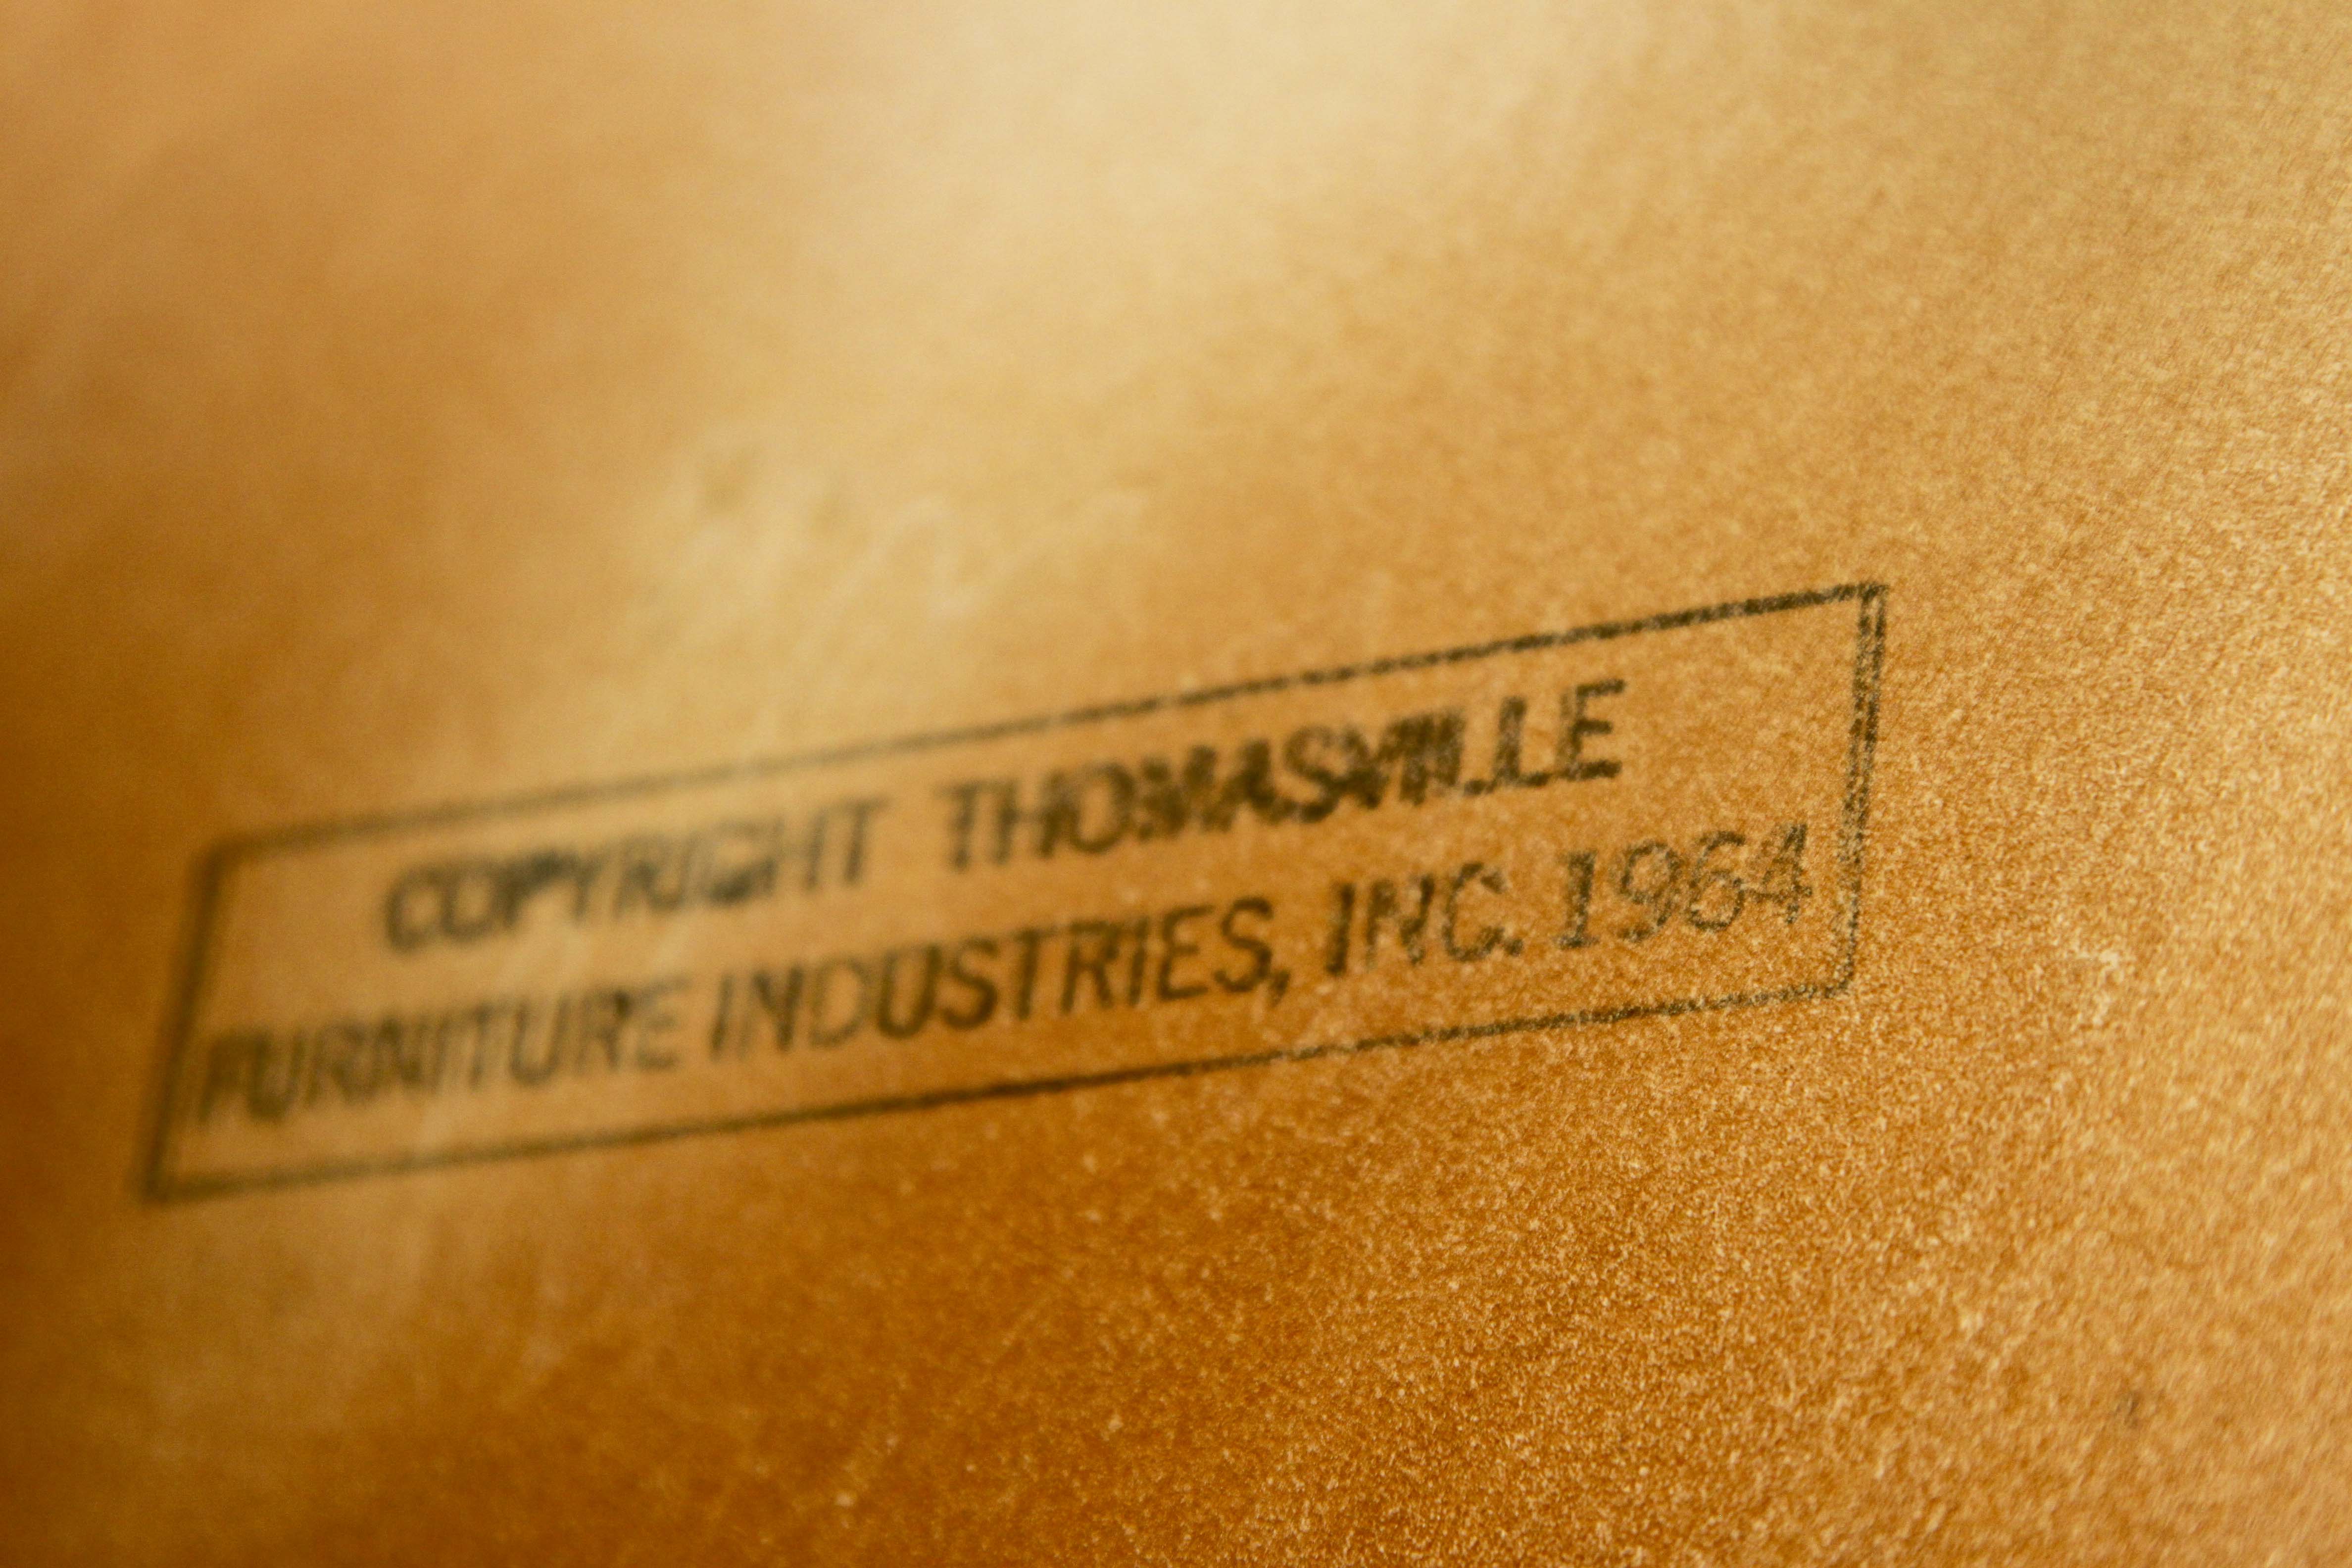 COPYRIGHT THOMASVILLE
FURNITURE INDUSTRIES, INC. 1964